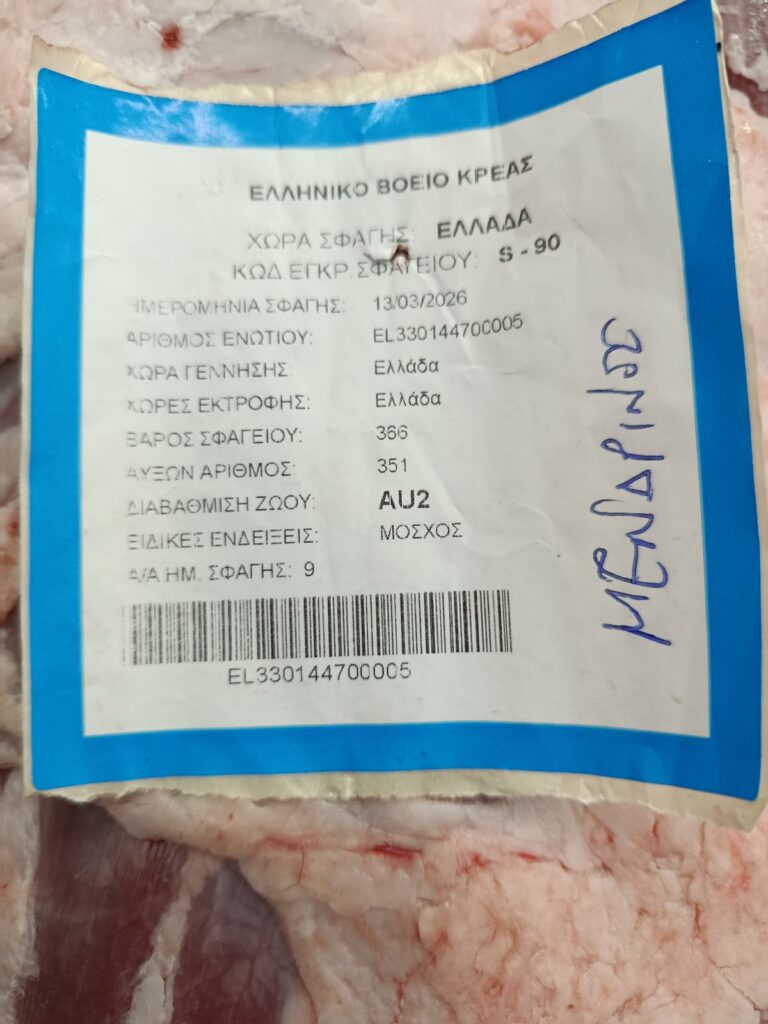 ΕΛΛΗΝΙΚΟ ΒΟΕΙΟ ΚΡΕΑΣ
ΧΩΡΑ ΣΦΑΓΗΣ: ΕΛΛΑΔΑ
ΚΩΔ ΕΓΚΡ. ΣΦΑΓΕΙΟΥ: S - 90
ΗΜΕΡΟΜΗΝΙΑ ΣΦΑΓΗΣ: 13/03/2026
ΑΡΙΘΜΟΣ ΕΝΩΤΙΟΥ: EL330144700005
ΧΩΡΑ ΓΕΝΝΗΣΗΣ: Ελλάδα
ΧΩΡΕΣ ΕΚΤΡΟΦΗΣ: Ελλάδα
ΒΑΡΟΣ ΣΦΑΓΕΙΟΥ: 366
ΑΥΞΩΝ ΑΡΙΘΜΟΣ: 351
ΔΙΑΒΑΘΜΙΣΗ ΖΩΟΥ: AU2
ΕΙΔΙΚΕΣ ΕΝΔΕΙΞΕΙΣ: ΜΟΣΧΟΣ
Α/Α ΗΜ. ΣΦΑΓΗΣ: 9
EL330144700005
ΜΕΝΔΡΙΝΟΣ